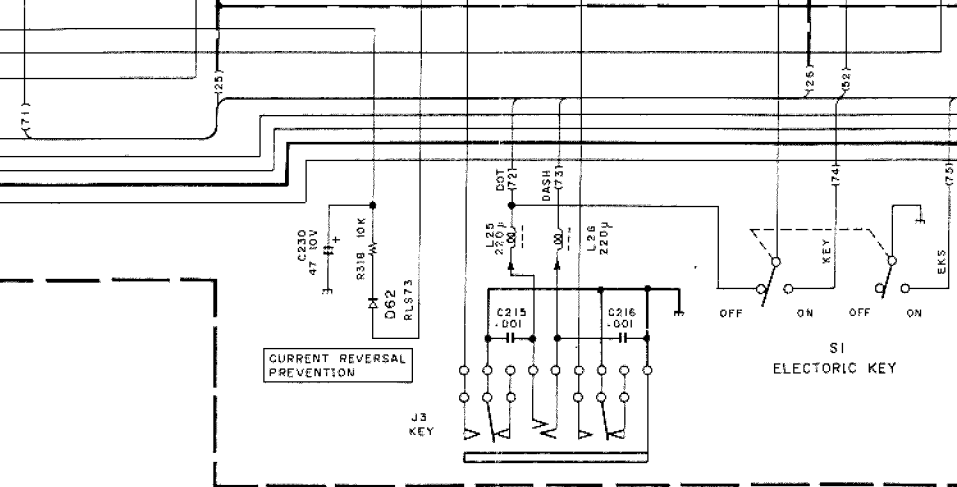 (71)
(25)
(26)
(52)
DOT
(72)
DASH
(73)
(74)
(75)
C230
47 10V
+
R318 10K
D62
RLS73
L25
220μ
L26
220μ
KEY
EKS
OFF
ON
OFF
ON
S1
ELECTORIC KEY
C215
.001
C216
.001
CURRENT REVERSAL
PREVENTION
J3
KEY